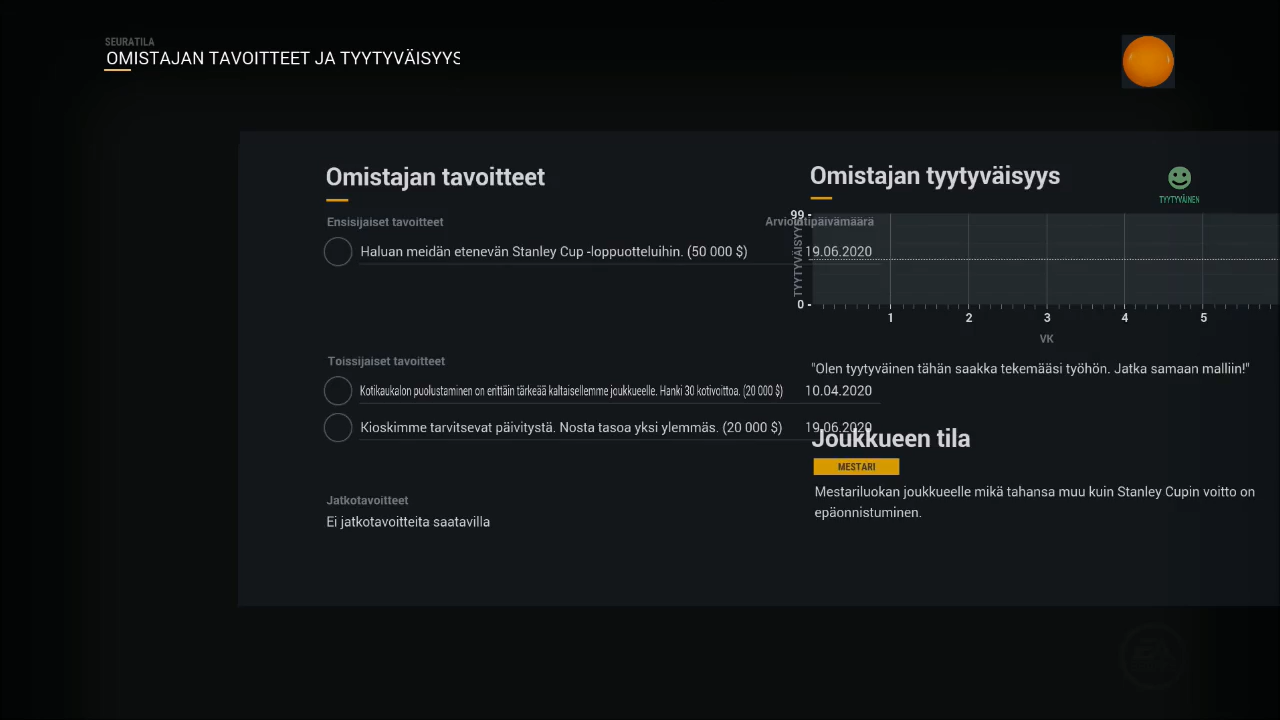 SEURATILA
OMISTAJAN TAVOITTEET JA TYYTYVÄISYYS
Omistajan tavoitteet
Ensisijaiset tavoitteet
Arviointipäivämäärä
Haluan meidän etenevän Stanley Cup -loppuotteluihin. (50 000 $)
19.06.2020
Toissijaiset tavoitteet
Kotikaukalon puolustaminen on erittäin tärkeää kaltaisellemme joukkueelle. Hanki 30 kotivoittoa. (20 000 $)
10.04.2020
Kioskimme tarvitsevat päivitystä. Nosta tasoa yksi ylemmäs. (20 000 $)
19.06.2020
Jatkotavoitteet
Ei jatkotavoitteita saatavilla
Omistajan tyytyväisyys
TYYTYVÄINEN
99
TYYTYVÄISYYS
0
1 2 3 4 5
VK
"Olen tyytyväinen tähän saakka tekemääsi työhön. Jatka samaan malliin!"
Joukkueen tila
MESTARI
Mestariluokan joukkueelle mikä tahansa muu kuin Stanley Cupin voitto on
epäonnistuminen.